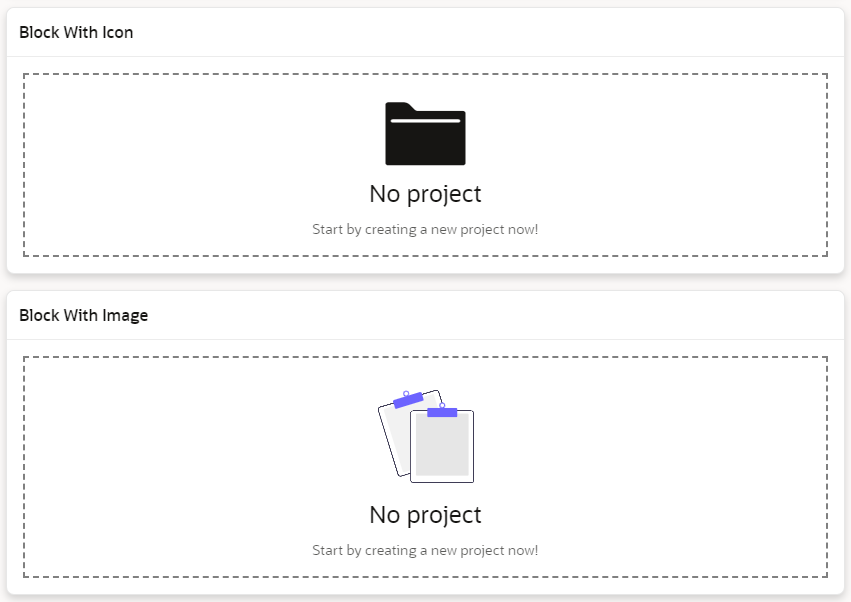 Block With Icon
No project
Start by creating a new project now!
Block With Image
No project
Start by creating a new project now!